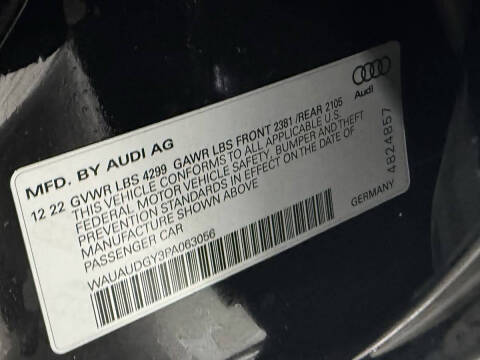 MFD. BY AUDI AG
Audi
12 22 GVWR LBS 4299 GAWR LBS FRONT 2381 /REAR 2105
THIS VEHICLE CONFORMS TO ALL APPLICABLE U.S.
FEDERAL MOTOR VEHICLE SAFETY, BUMPER AND THEFT
PREVENTION STANDARDS IN EFFECT ON THE DATE OF
MANUFACTURE SHOWN ABOVE
PASSENGER CAR
WAUAUDGY3PA063056
GERMANY
4824857